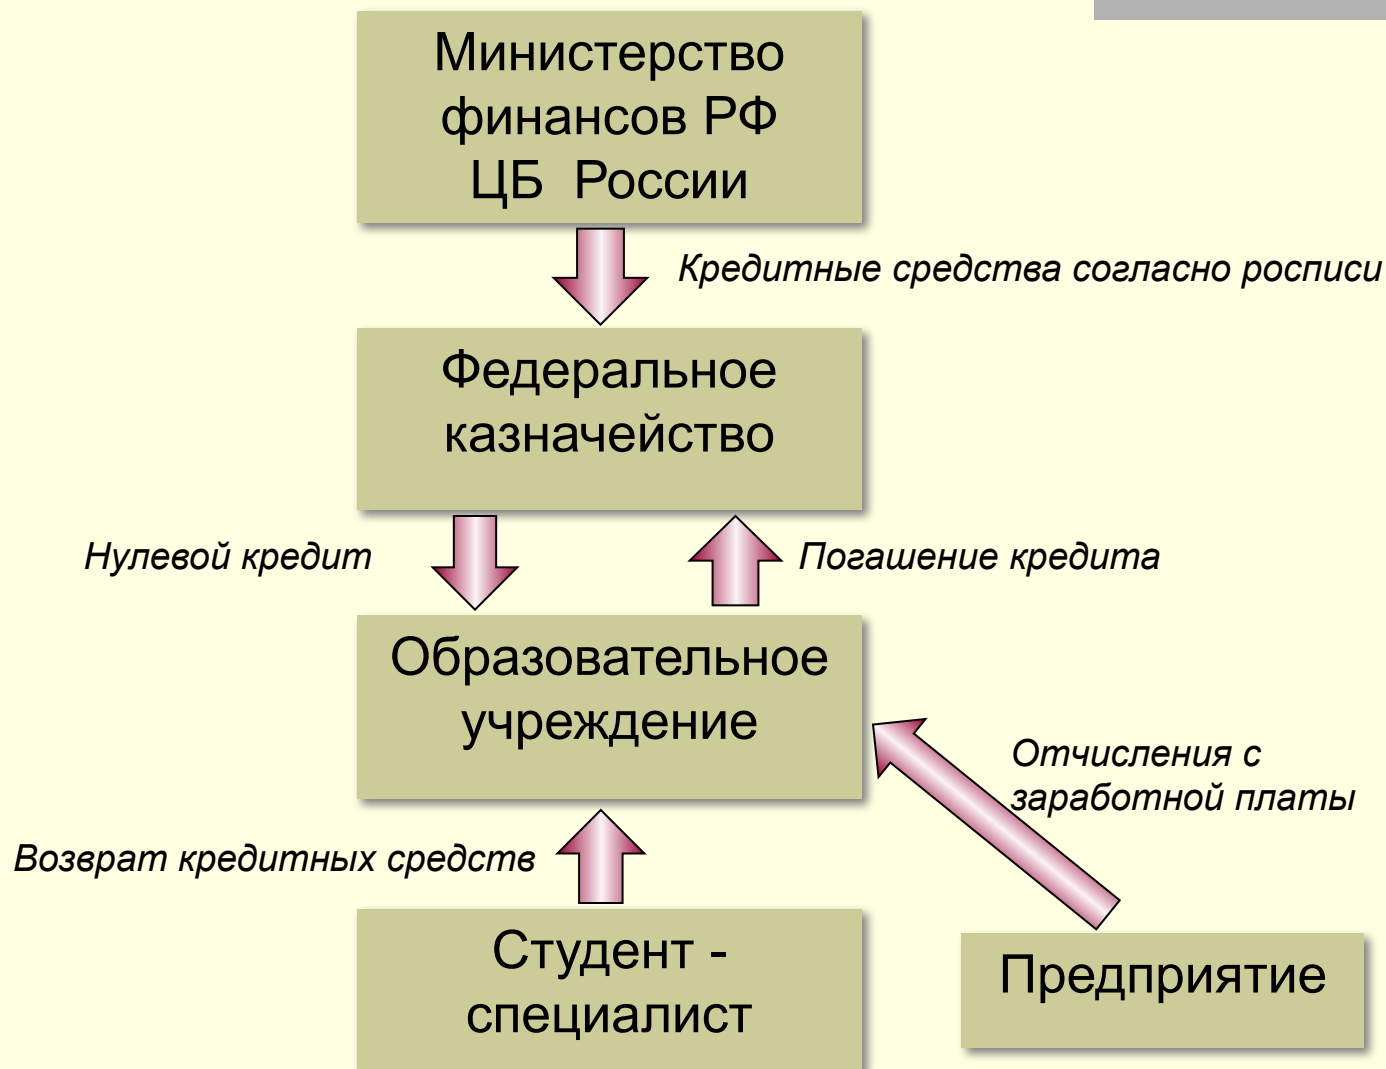 Министерство
финансов РФ
ЦБ России
Кредитные средства согласно росписи
Федеральное
казначейство
Нулевой кредит
Погашение кредита
Образовательное
учреждение
Отчисления с
заработной платы
Возврат кредитных средств
Студент -
специалист
Предприятие